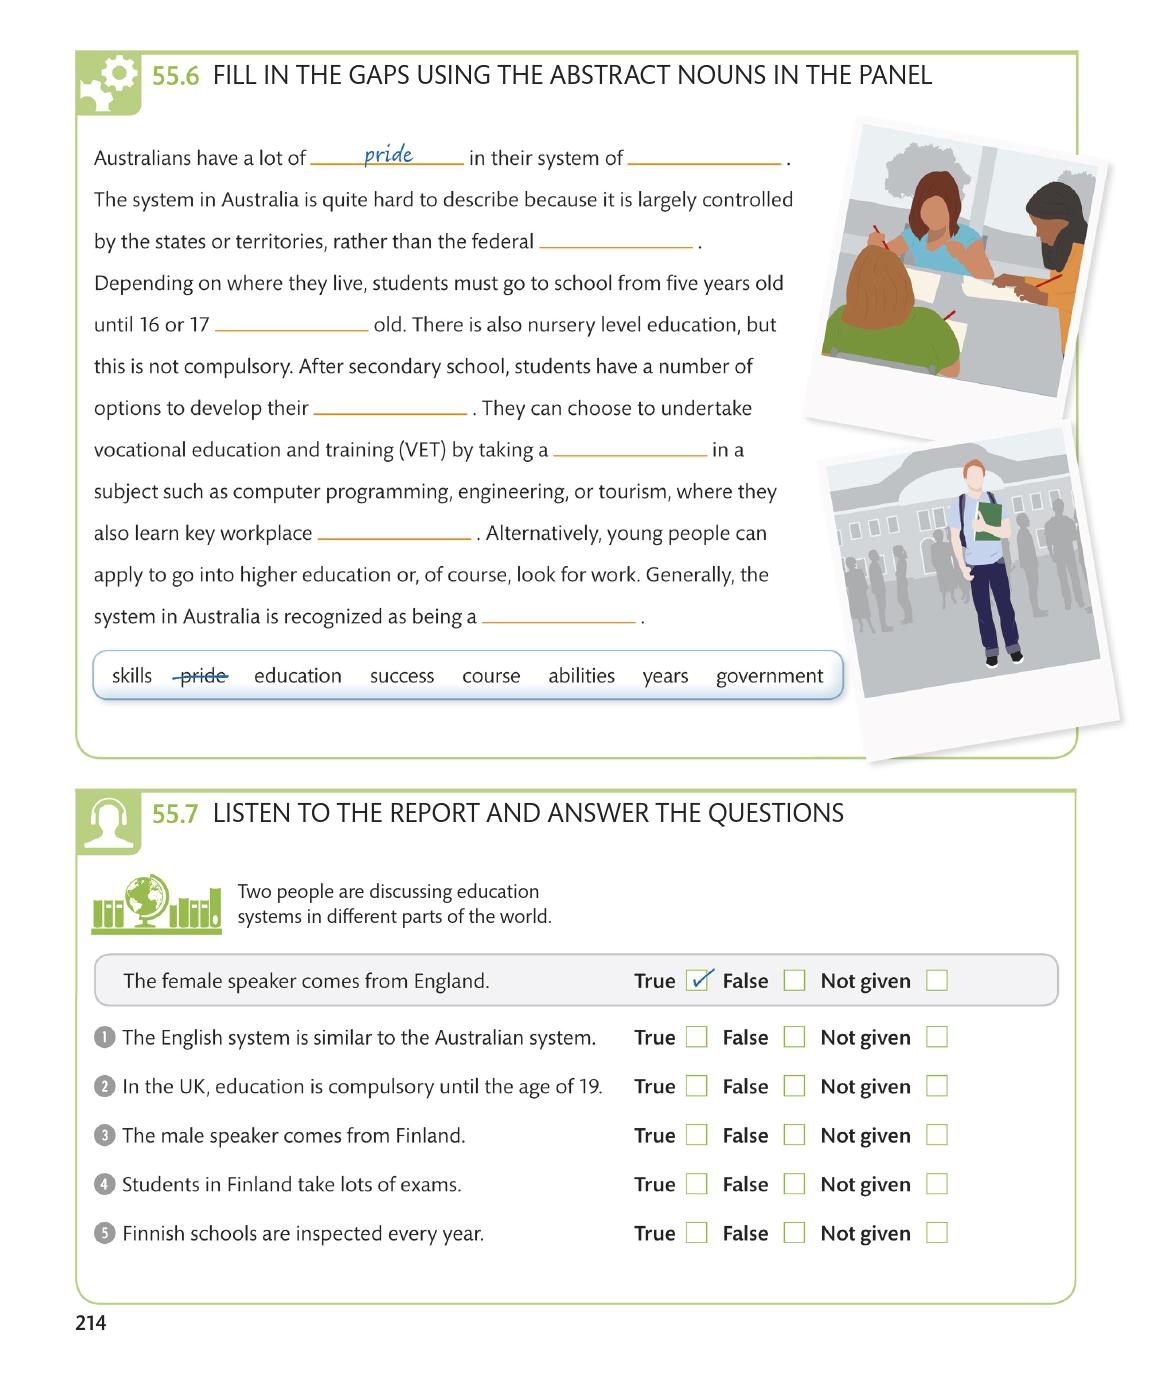 55.6 FILL IN THE GAPS USING THE ABSTRACT NOUNS IN THE PANEL
Australians have a lot of pride in their system of .
The system in Australia is quite hard to describe because it is largely controlled
by the states or territories, rather than the federal .
Depending on where they live, students must go to school from five years old
until 16 or 17 old. There is also nursery level education, but
this is not compulsory. After secondary school, students have a number of
options to develop their . They can choose to undertake
vocational education and training (VET) by taking a in a
subject such as computer programming, engineering, or tourism, where they
also learn key workplace . Alternatively, young people can
apply to go into higher education or, of course, look for work. Generally, the
system in Australia is recognized as being a .
skills pride education success course abilities years government
55.7 LISTEN TO THE REPORT AND ANSWER THE QUESTIONS
Two people are discussing education
systems in different parts of the world.
The female speaker comes from England. True ✓ False Not given
1 The English system is similar to the Australian system. True False Not given
2 In the UK, education is compulsory until the age of 19. True False Not given
3 The male speaker comes from Finland. True False Not given
4 Students in Finland take lots of exams. True False Not given
5 Finnish schools are inspected every year. True False Not given
214